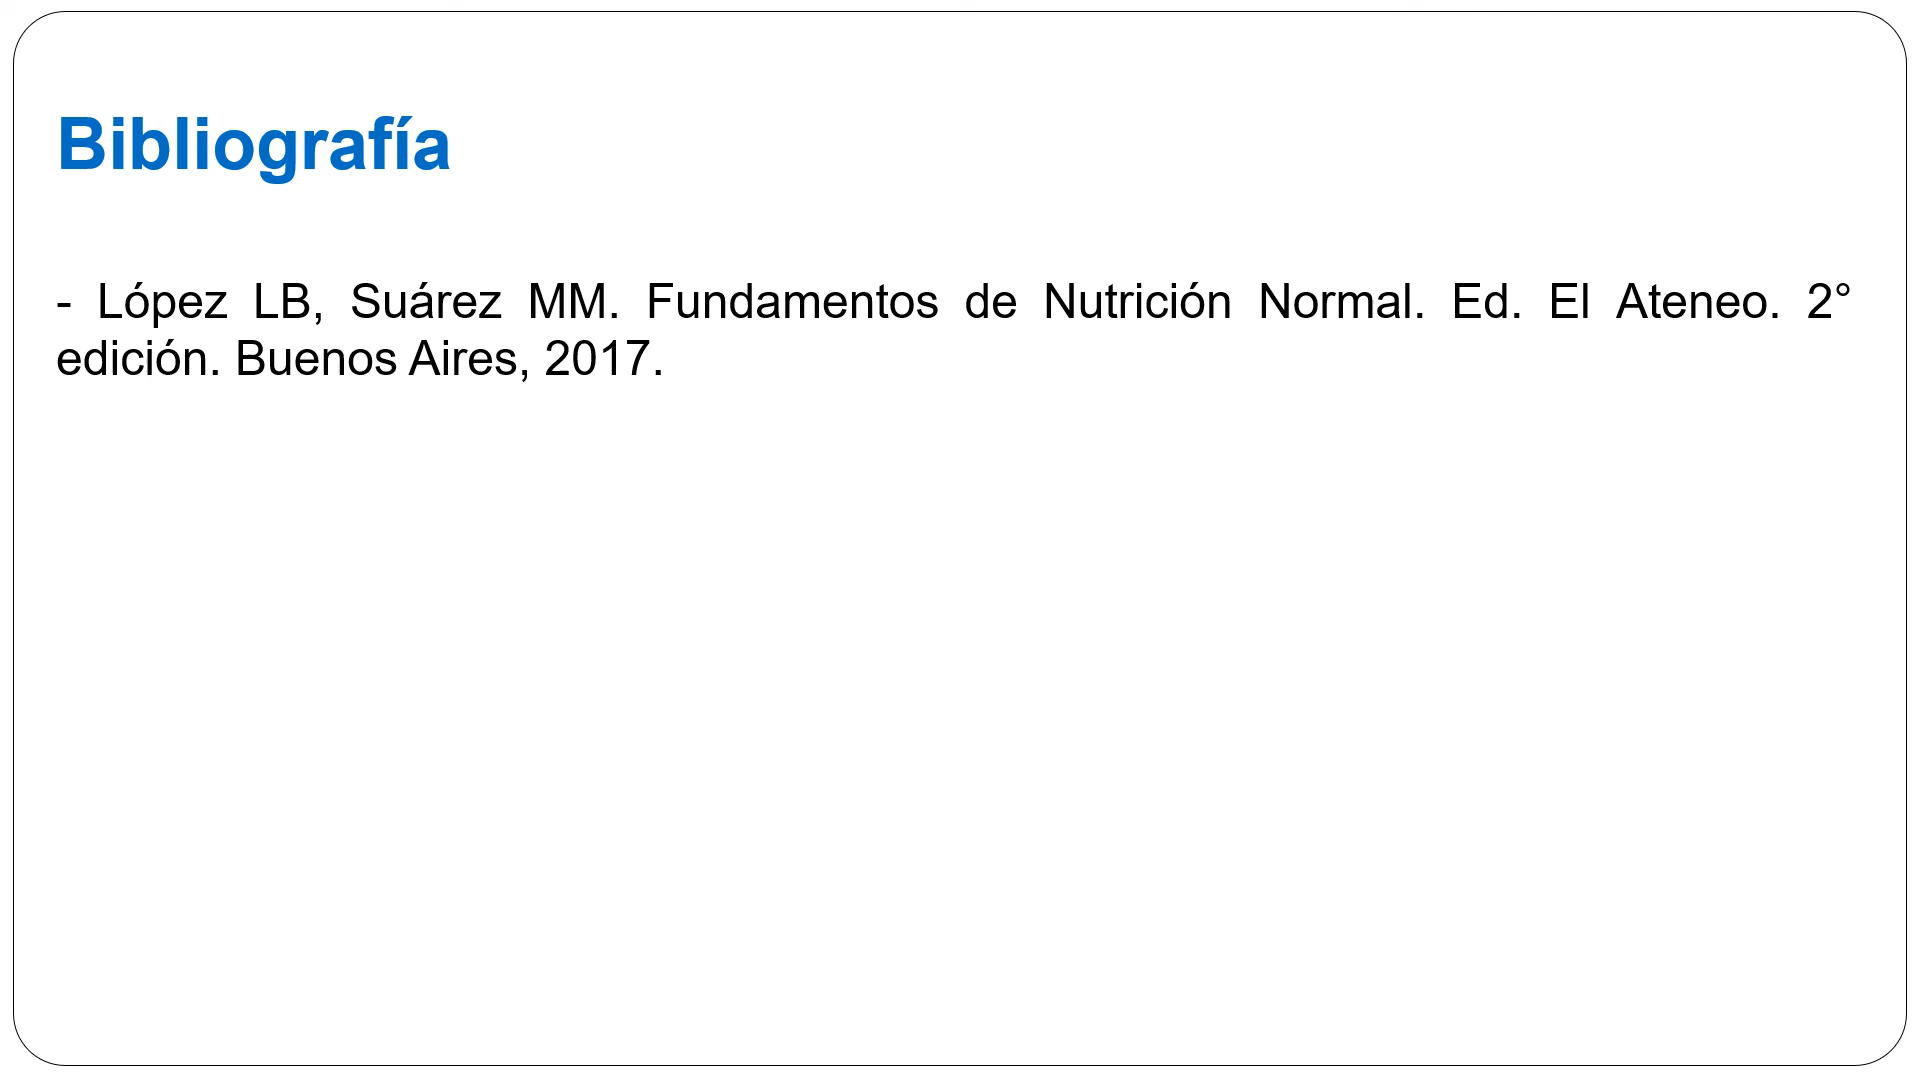 Bibliografía
- López LB, Suárez MM. Fundamentos de Nutrición Normal. Ed. El Ateneo. 2°
edición. Buenos Aires, 2017.